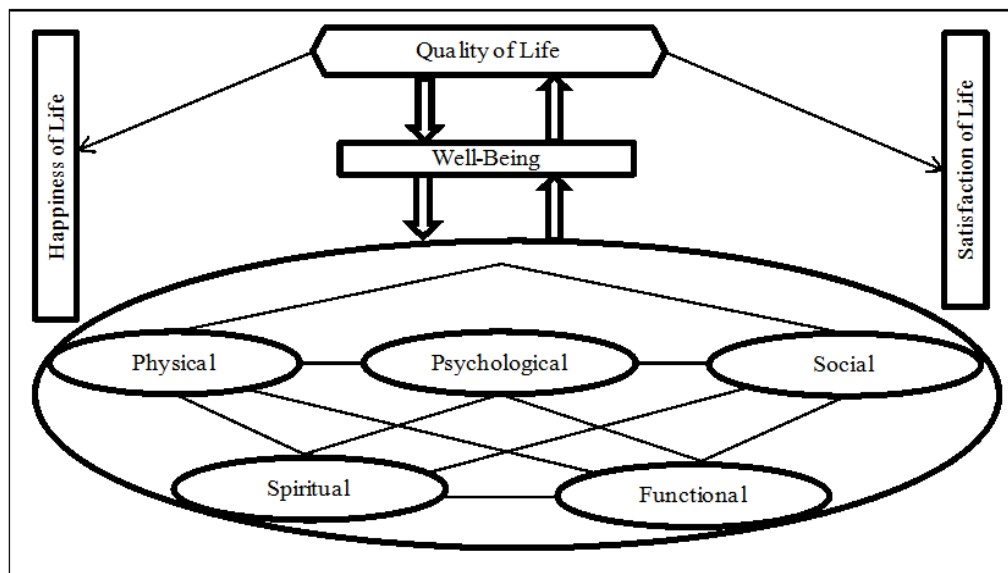 Quality of Life
Happiness of Life
Well-Being
Satisfaction of Life
Physical
Psychological
Social
Spiritual
Functional